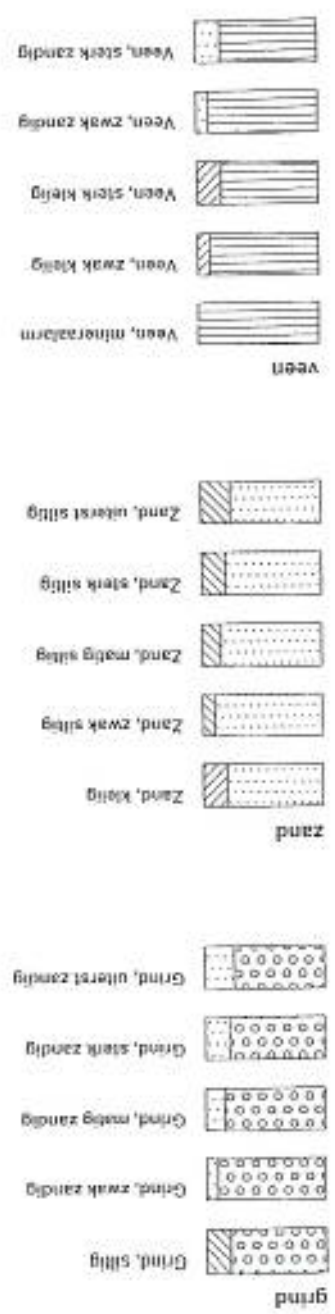 grind
Grind, siltig
Grind, zwak zandig
Grind, matig zandig
Grind, sterk zandig
Grind, uiterst zandig
zand
Zand, kleiig
Zand, zwak siltig
Zand, matig siltig
Zand, sterk siltig
Zand, uiterst siltig
veen
Veen, mineraalarm
Veen, zwak kleiig
Veen, sterk kleiig
Veen, zwak zandig
Veen, sterk zandig